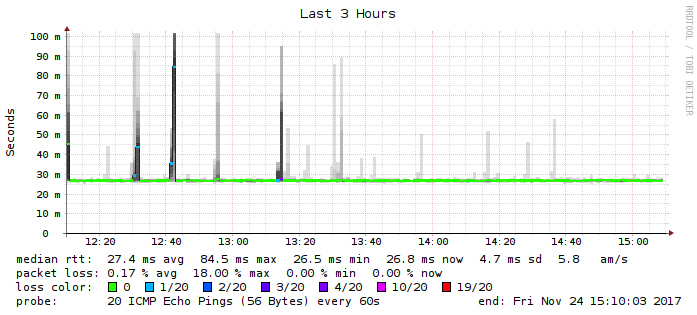 Last 3 Hours
RRDTOOL / TOBI OETIKER
Seconds
100 m
90 m
80 m
70 m
60 m
50 m
40 m
30 m
20 m
10 m
0
12:20 12:40 13:00 13:20 13:40 14:00 14:20 14:40 15:00
median rtt: 27.4 ms avg 84.5 ms max 26.5 ms min 26.8 ms now 4.7 ms sd 5.8 am/s
packet loss: 0.17 % avg 18.00 % max 0.00 % min 0.00 % now
loss color: 0 1/20 2/20 3/20 4/20 10/20 19/20
probe: 20 ICMP Echo Pings (56 Bytes) every 60s end: Fri Nov 24 15:10:03 2017